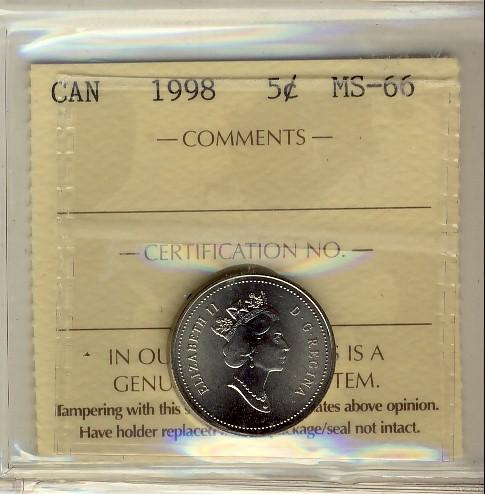 CAN 1998 5¢ MS-66
— COMMENTS —
— CERTIFICATION NO. —
ELIZABETH II D·G·REGINA
IN OU IS A
GENU TEM.
Tampering with this s ates above opinion.
Have holder replaced ckage/seal not intact.